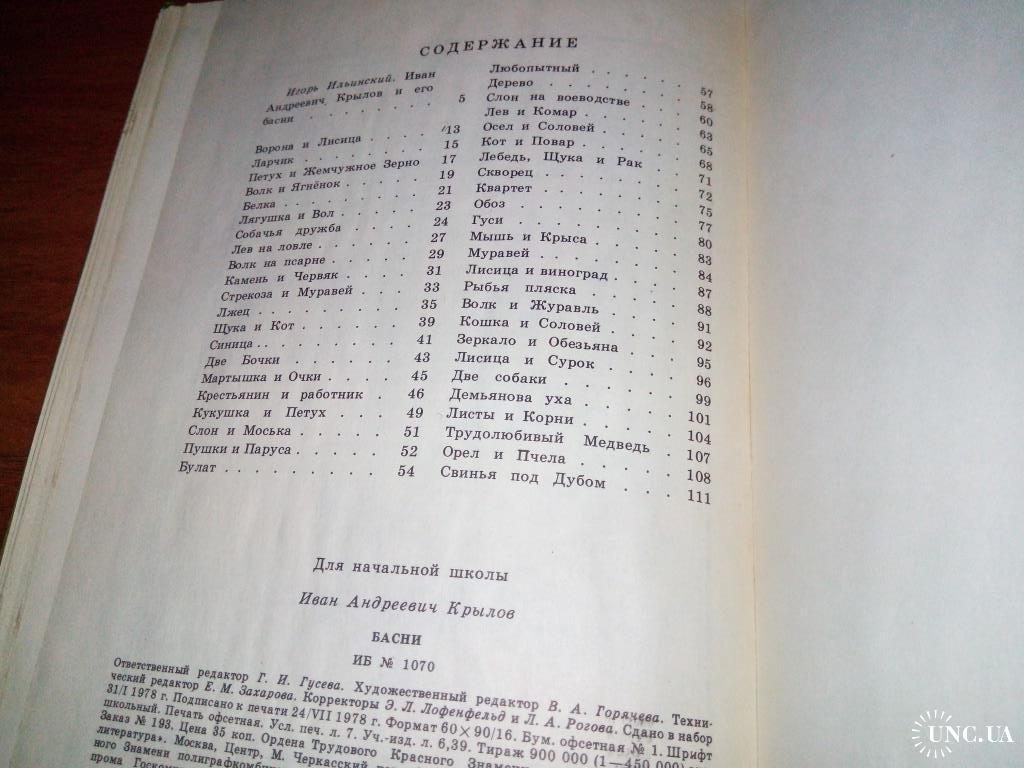 СОДЕРЖАНИЕ
Игорь Ильинский. Иван
Андреевич Крылов и его
басни . . . . . . 5
Ворона и Лисица . . . . 13
Ларчик . . . . . . . 15
Петух и Жемчужное Зерно 17
Волк и Ягнёнок . . . . . 19
Белка . . . . . . . . 21
Лягушка и Вол . . . . . 23
Собачья дружба . . . . 24
Лев на ловле . . . . . 27
Волк на псарне . . . . . 29
Камень и Червяк . . . . 31
Стрекоза и Муравей . . . 33
Лжец . . . . . . . . 35
Щука и Кот . . . . . . 39
Синица . . . . . . . . 41
Две Бочки . . . . . . 43
Мартышка и Очки . . . . 45
Крестьянин и работник . 46
Кукушка и Петух . . . 49
Слон и Моська . . . . . 51
Пушки и Паруса . . . . 52
Булат . . . . . . . . 54
Любопытный . . . . . 57
Дерево . . . . . . . 58
Слон на воеводстве . . . 60
Лев и Комар . . . . . 63
Осел и Соловей . . . . 65
Кот и Повар . . . . . 68
Лебедь, Щука и Рак . . 71
Скворец . . . . . . . 72
Квартет . . . . . . . 75
Обоз . . . . . . . . 77
Гуси . . . . . . . . 80
Мышь и Крыса . . . . 83
Муравей . . . . . . . 84
Лисица и виноград . . . 87
Рыбья пляска . . . . . 88
Волк и Журавль . . . . 91
Кошка и Соловей . . . . 92
Зеркало и Обезьяна . . . 95
Лисица и Сурок . . . . 96
Две собаки . . . . . . 99
Демьянова уха . . . . . 101
Листы и Корни . . . . 104
Трудолюбивый Медведь . 107
Орел и Пчела . . . . . 108
Свинья под Дубом . . . 111
Для начальной школы
Иван Андреевич Крылов
БАСНИ
ИБ № 1070
Ответственный редактор Г. И. Гусева. Художественный редактор В. А. Горячева. Техни-
ческий редактор Е. М. Захарова. Корректоры Э. Л. Лофенфельд и Л. А. Рогова. Сдано в набор
31/I 1978 г. Подписано к печати 24/VII 1978 г. Формат 60×90/16. Бум. офсетная № 1. Шрифт
школьный. Печать офсетная. Усл. печ. л. 7. Уч.-изд. л. 6,39. Тираж 900 000 (1—450 000)
Заказ № 193. Цена 35 коп. Ордена Трудового Красного
литература». Москва, Центр, М. Черкасский
ного Знамени
UNC.UA